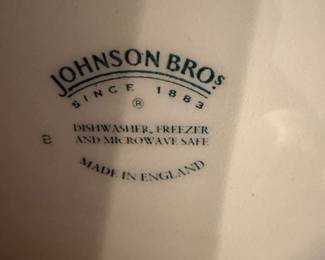 JOHNSON BROS
SINCE 1883
®
DISHWASHER, FREEZER
AND MICROWAVE SAFE
MADE IN ENGLAND